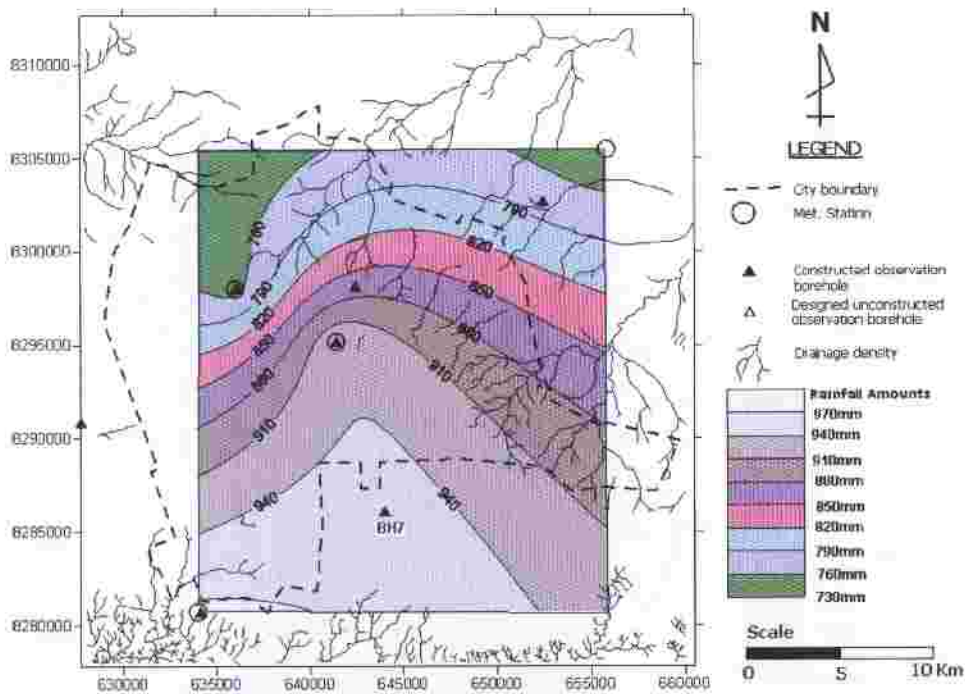 N
LEGEND
City boundary
Met. Station
Constructed observation
borehole
Designed unconstructed
observation borehole
Drainage density
Rainfall Amounts
970mm
940mm
910mm
880mm
850mm
820mm
790mm
760mm
730mm
Scale
0 5 10 Km
8310000
8305000
8300000
8295000
8290000
8285000
8280000
630000 635000 640000 645000 650000 655000 660000
760
790
790
820
820
850
850
880
880
910
910
940
940
BH7